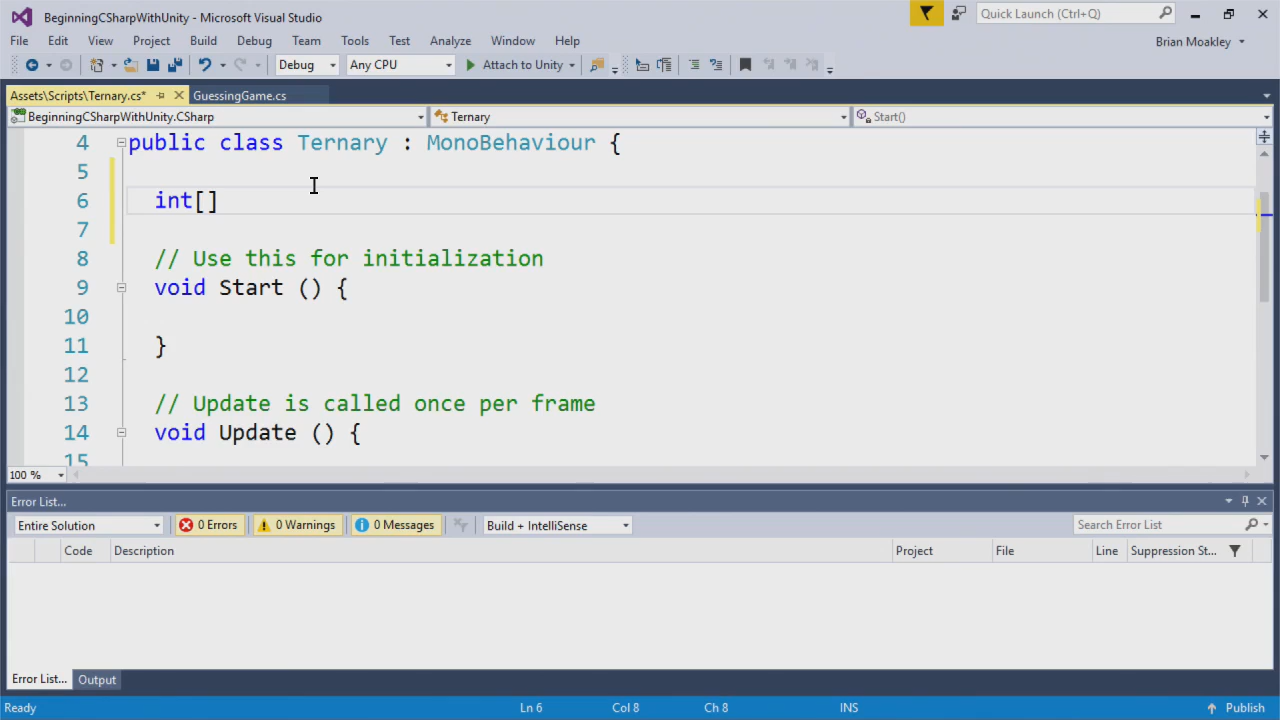 BeginningCSharpWithUnity - Microsoft Visual Studio
Quick Launch (Ctrl+Q)
File Edit View Project Build Debug Team Tools Test Analyze Window Help
Brian Moakley
Debug Any CPU Attach to Unity
Assets\Scripts\Ternary.cs* GuessingGame.cs
BeginningCSharpWithUnity.CSharp Ternary Start()
4 public class Ternary : MonoBehaviour {
5
6 int[]
7
8 // Use this for initialization
9 void Start () {
10
11 }
12
13 // Update is called once per frame
14 void Update () {
15
100 %
Error List...
Entire Solution 0 Errors 0 Warnings 0 Messages Build + IntelliSense Search Error List
Code Description Project File Line Suppression St...
Error List... Output
Ready Ln 6 Col 8 Ch 8 INS Publish